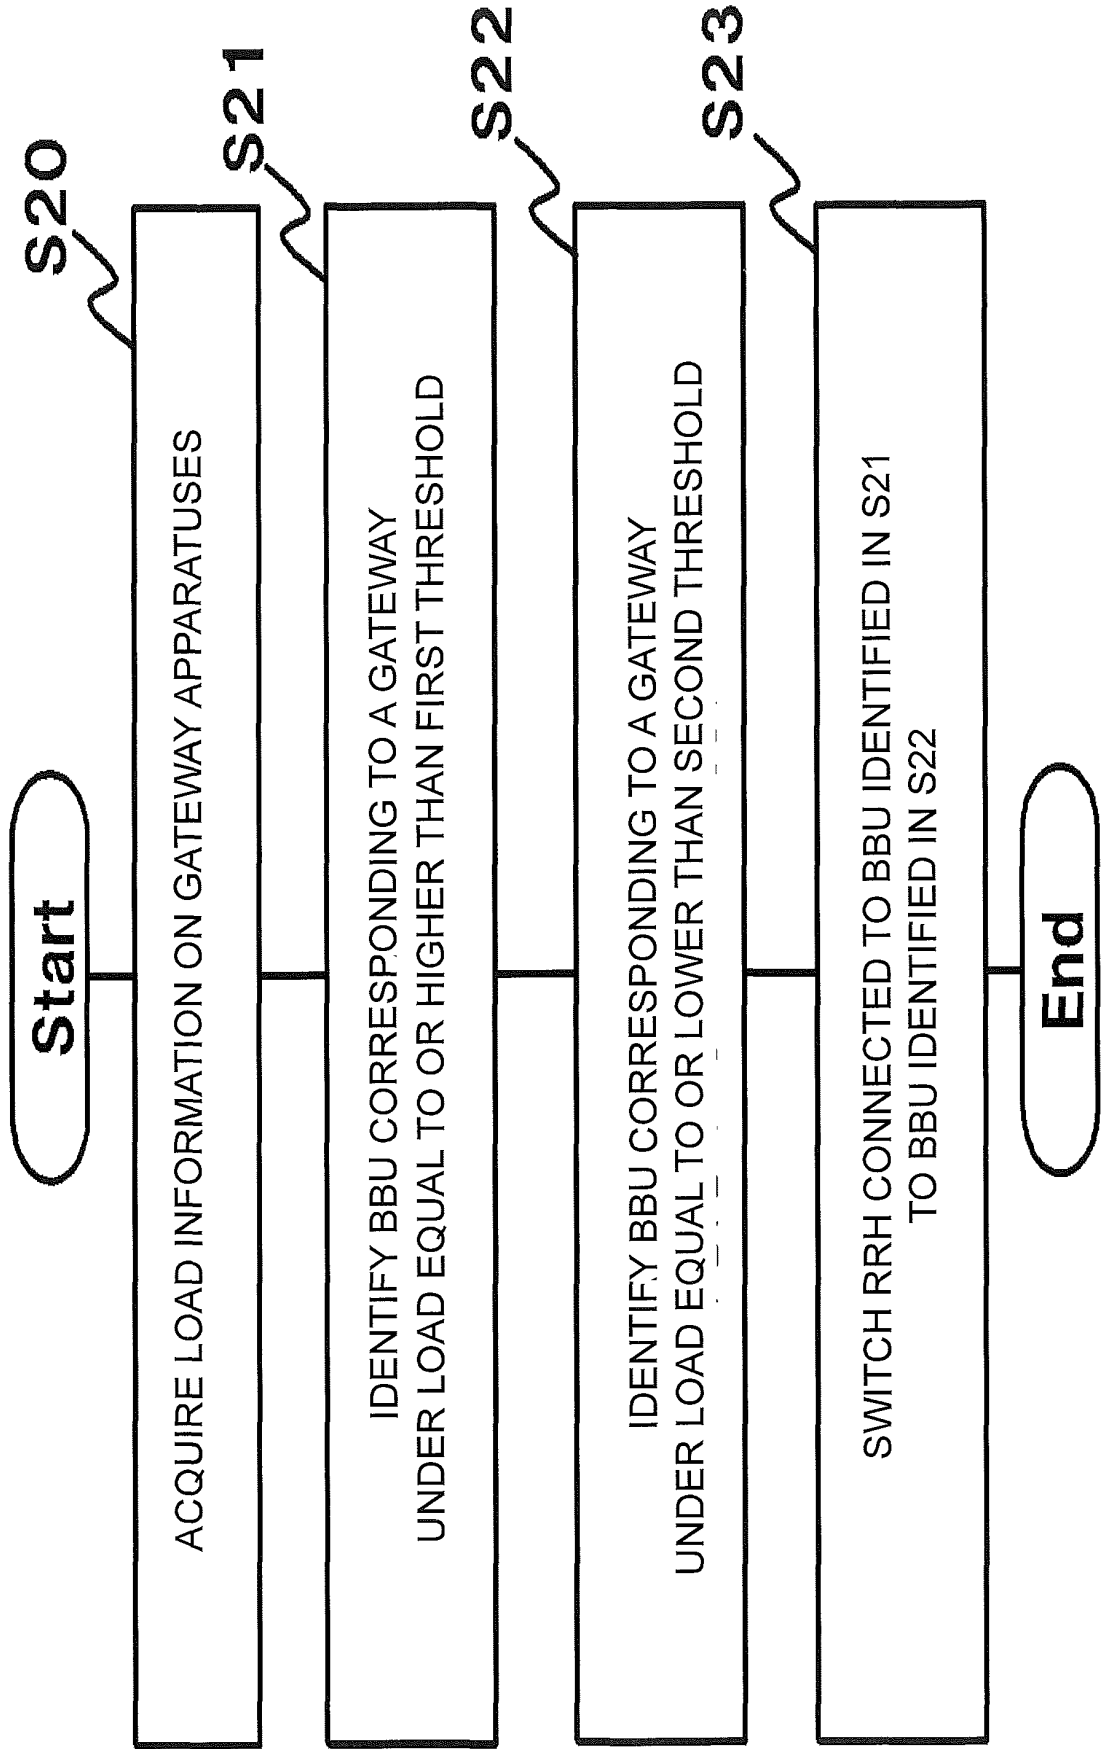 Start
S20
ACQUIRE LOAD INFORMATION ON GATEWAY APPARATUSES
S21
IDENTIFY BBU CORRESPONDING TO A GATEWAY
UNDER LOAD EQUAL TO OR HIGHER THAN FIRST THRESHOLD
S22
IDENTIFY BBU CORRESPONDING TO A GATEWAY
UNDER LOAD EQUAL TO OR LOWER THAN SECOND THRESHOLD
S23
SWITCH RRH CONNECTED TO BBU IDENTIFIED IN S21
TO BBU IDENTIFIED IN S22
End